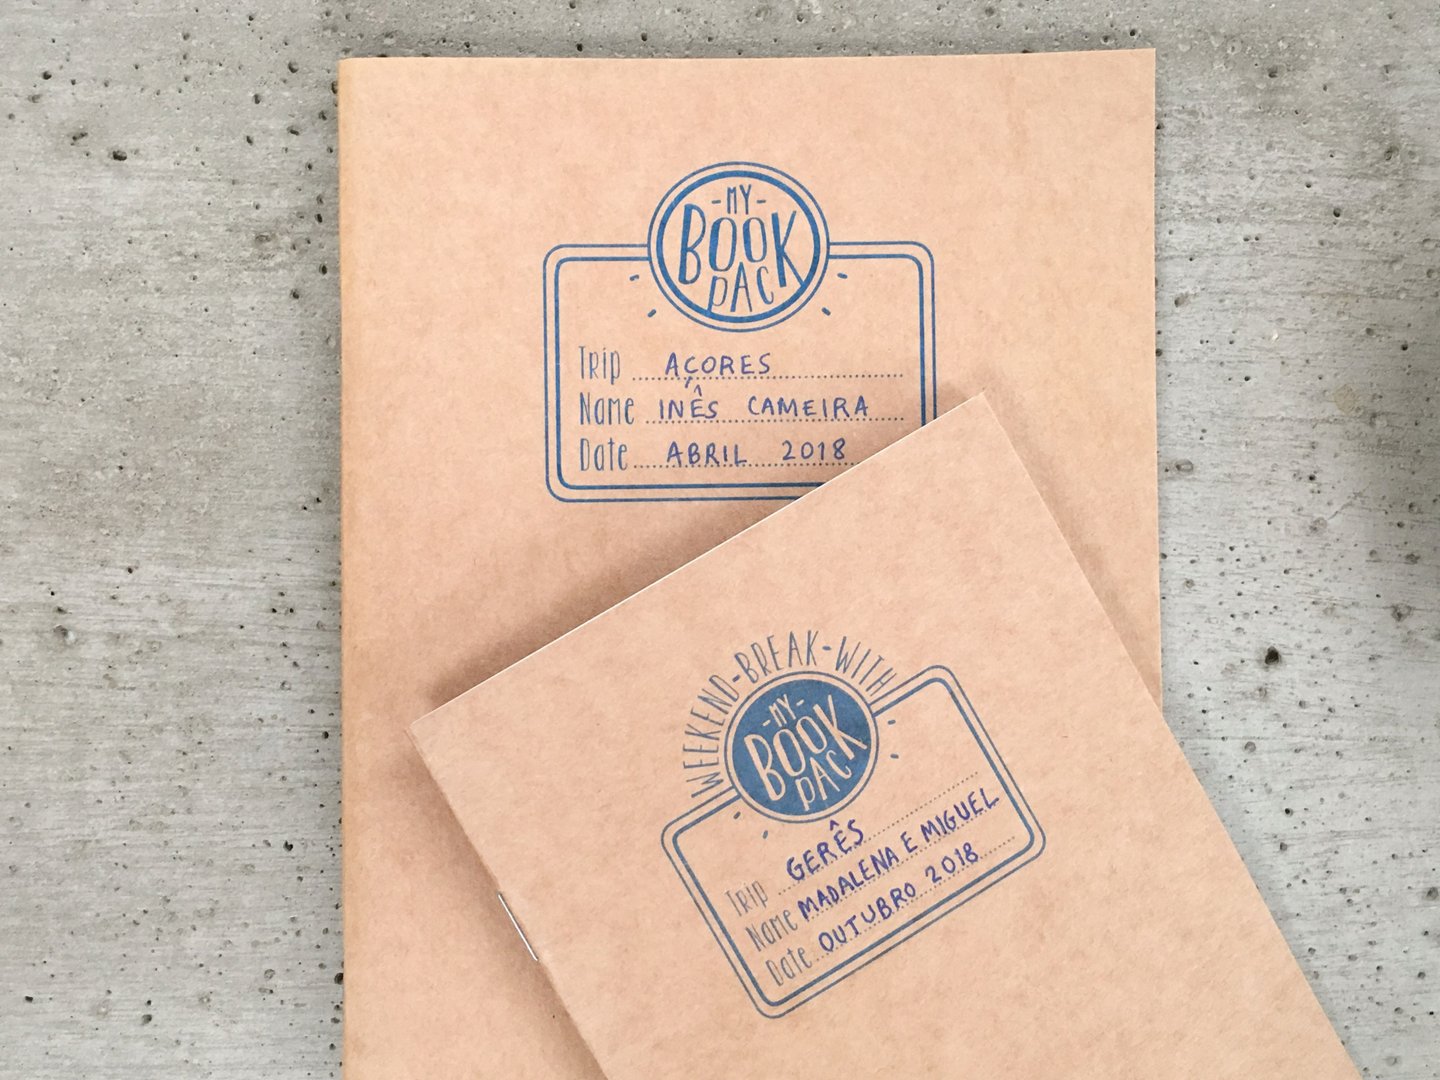 - MY -
BOOK
PACK
Trip AÇORES
Name INÊS CAMEIRA
Date ABRIL 2018
WEEKEND-BREAK-WITH
- MY -
BOOK
PACK
Trip GERÊS
Name MADALENA E MIGUEL
Date OUTUBRO 2018